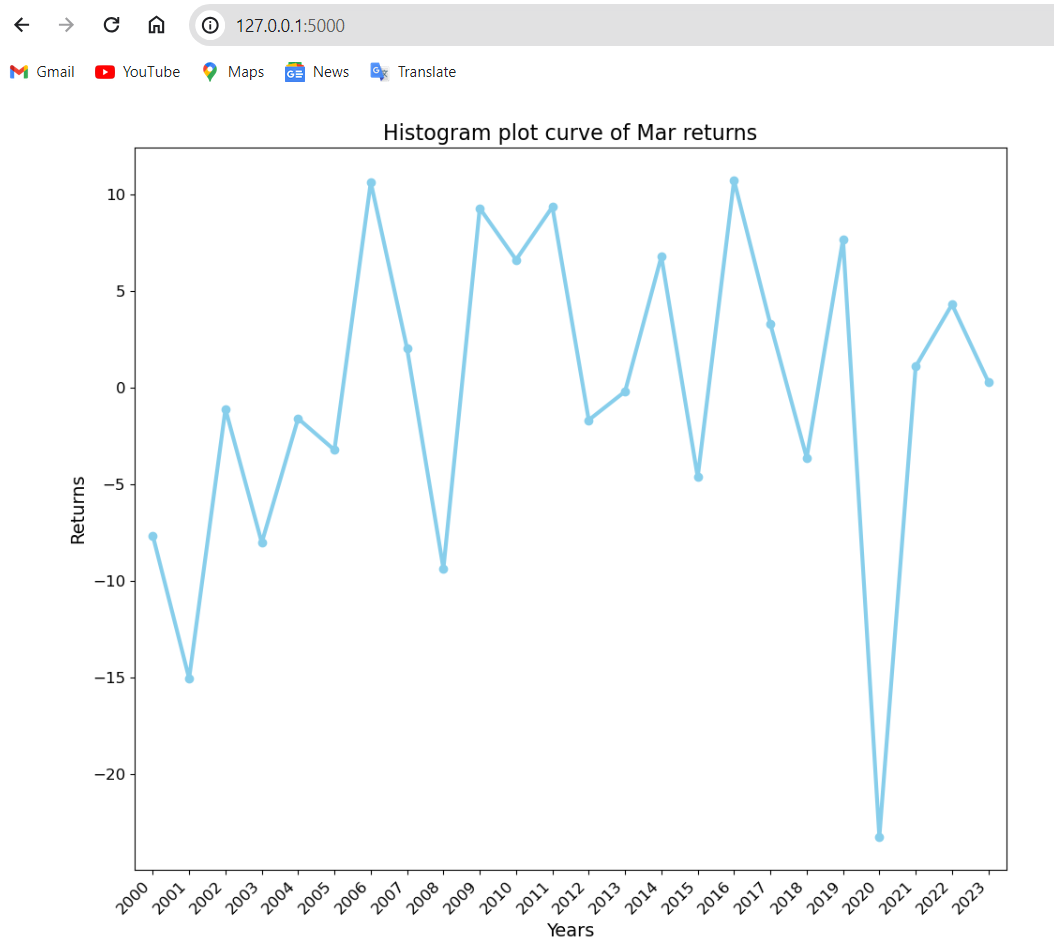 127.0.0.1:5000
Gmail YouTube Maps News Translate
Histogram plot curve of Mar returns
10
5
0
−5
−10
−15
−20
Returns
2000 2001 2002 2003 2004 2005 2006 2007 2008 2009 2010 2011 2012 2013 2014 2015 2016 2017 2018 2019 2020 2021 2022 2023
Years